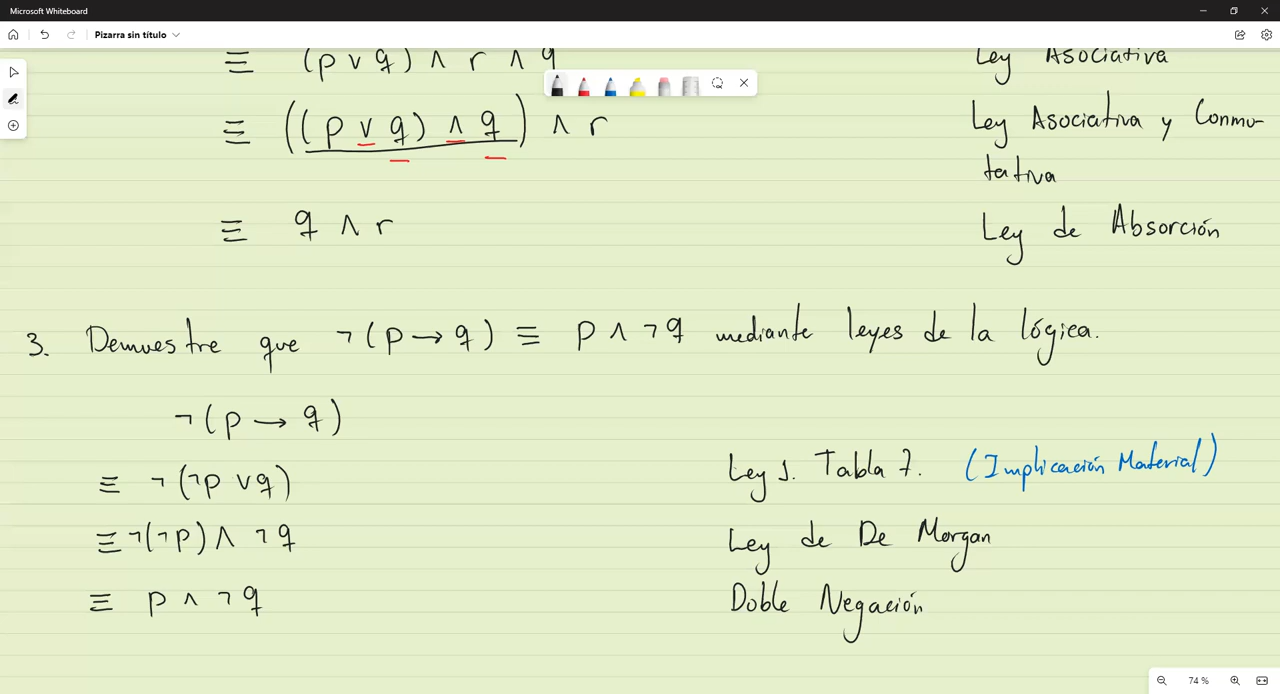 Microsoft Whiteboard
Pizarra sin título
≡ (p ∨ q) ∧ r ∧ q Ley Asociativa
≡ ((p ∨ q) ∧ q) ∧ r Ley Asociativa y Conmu-
tativa
≡ q ∧ r Ley de Absorción
3. Demuestre que ¬(p → q) ≡ p ∧ ¬q mediante leyes de la lógica.
¬(p → q)
≡ ¬(¬p ∨ q) Ley 1. Tabla 7. (Implicación Material)
≡ ¬(¬p) ∧ ¬q Ley de De Morgan
≡ p ∧ ¬q Doble Negación
74 %